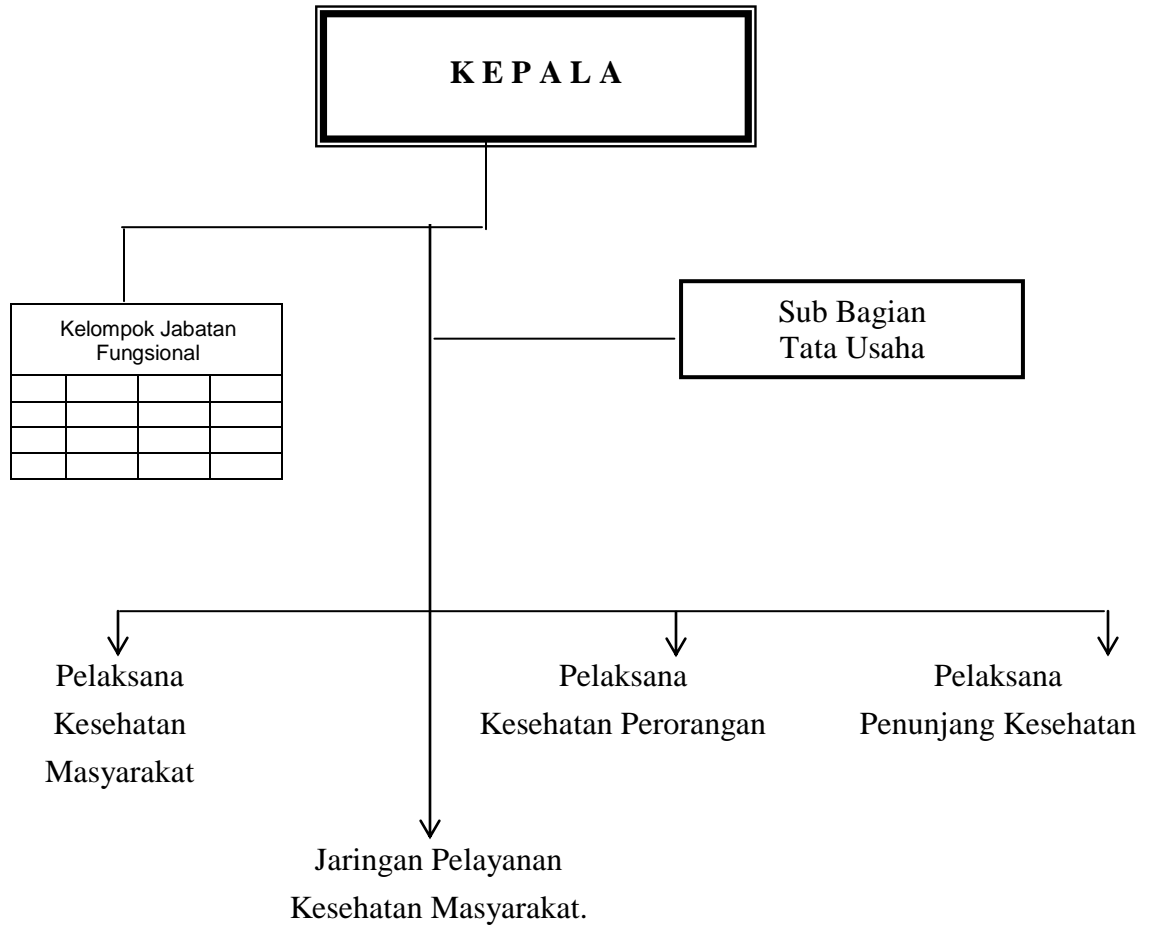 K E P A L A
Kelompok Jabatan
Fungsional
Sub Bagian
Tata Usaha
Pelaksana
Kesehatan
Masyarakat
Pelaksana
Kesehatan Perorangan
Pelaksana
Penunjang Kesehatan
Jaringan Pelayanan
Kesehatan Masyarakat.